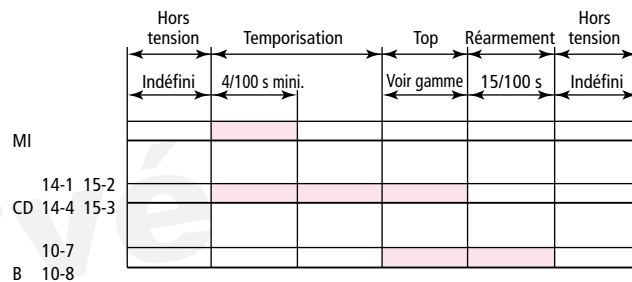 Hors Hors
tension Temporisation Top Réarmement tension
Indéfini 4/100 s mini. Voir gamme 15/100 s Indéfini
MI
14-1 15-2
CD 14-4 15-3
10-7
B 10-8
vé